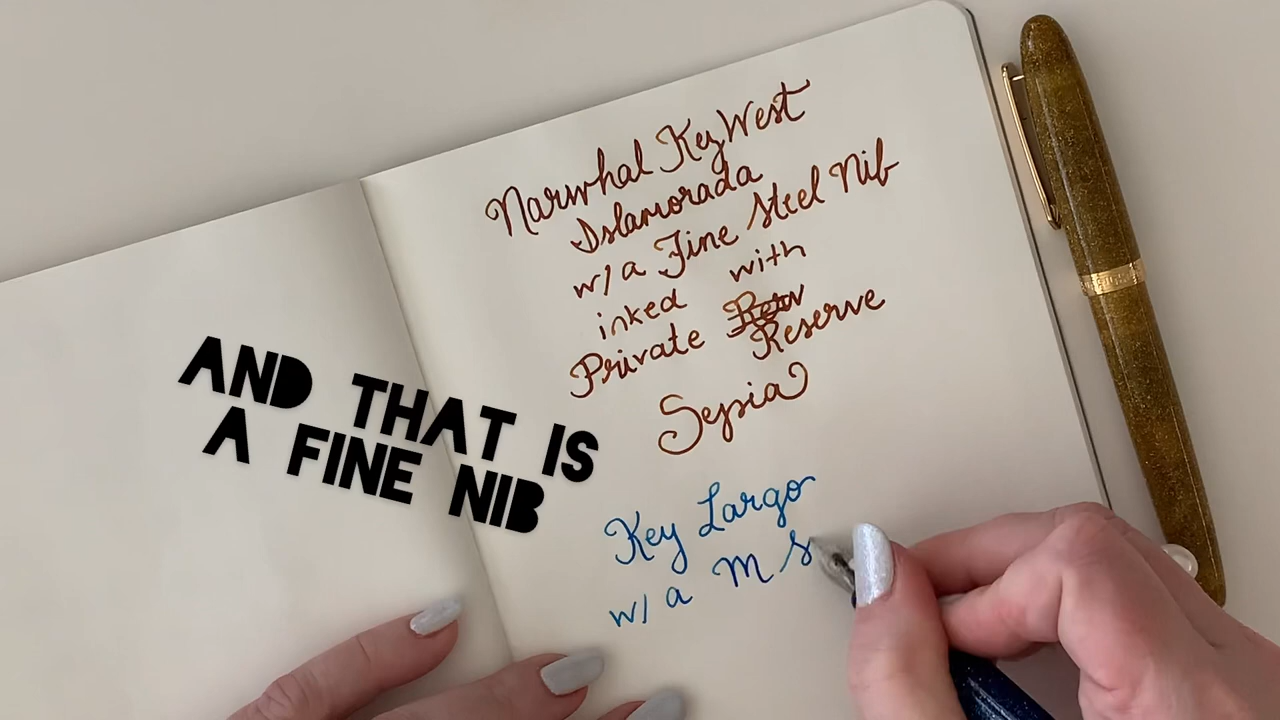 Narwhal Key West
Islamorada
w/ a Fine Steel Nib
inked with
Private Rerv
Reserve
Sepia
Key Largo
w/ a M S
AND THAT IS
A FINE NIB